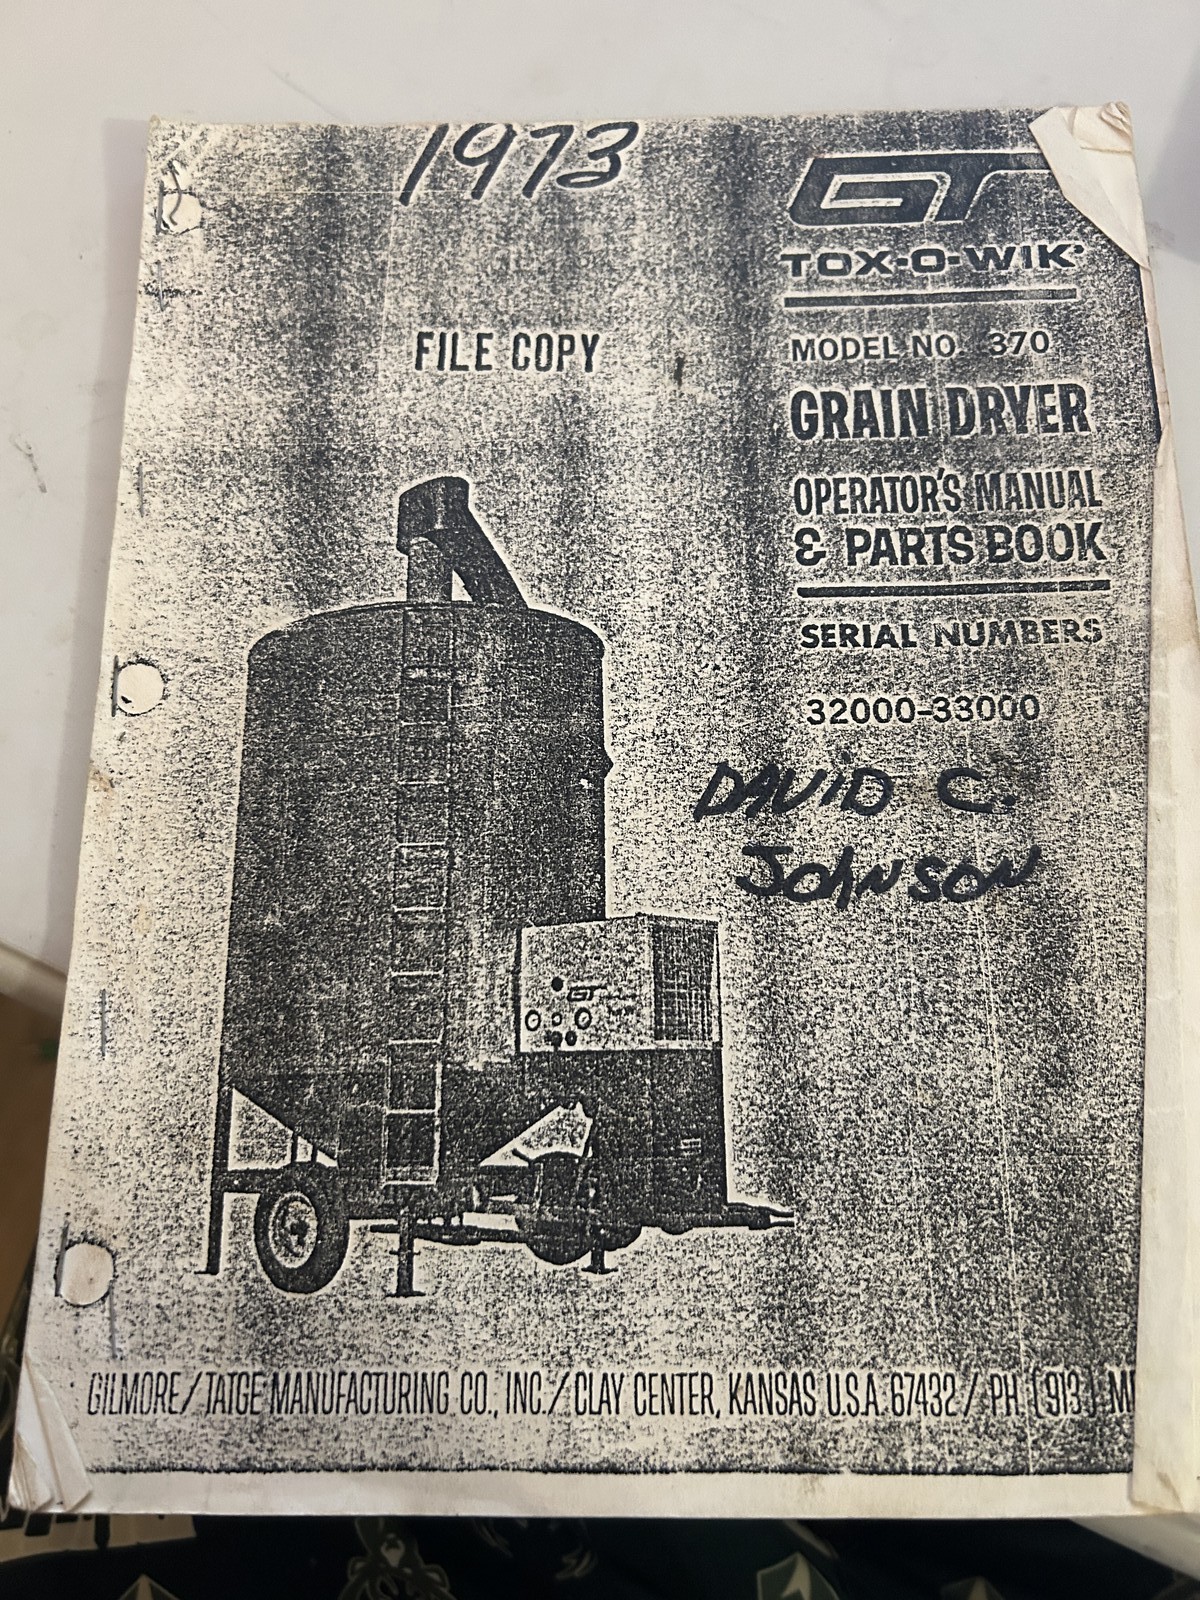 1973
GT
TOX-O-WIK®
FILE COPY
MODEL NO. 370
GRAIN DRYER
OPERATOR'S MANUAL
& PARTS BOOK
SERIAL NUMBERS
32000-33000
DAVID C.
JOHNSON
GT
GILMORE/TATGE MANUFACTURING CO., INC./CLAY CENTER, KANSAS U.S.A. 67432/PH. (913)